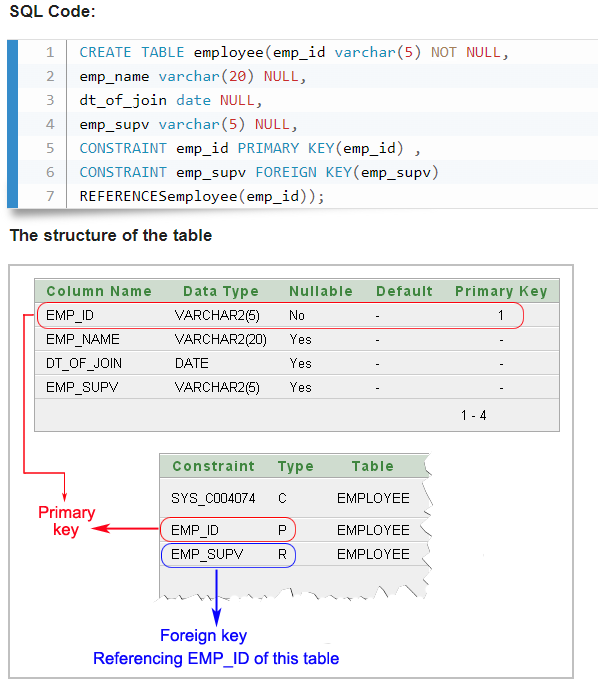 SQL Code:
1 CREATE TABLE employee(emp_id varchar(5) NOT NULL,
2 emp_name varchar(20) NULL,
3 dt_of_join date NULL,
4 emp_supv varchar(5) NULL,
5 CONSTRAINT emp_id PRIMARY KEY(emp_id) ,
6 CONSTRAINT emp_supv FOREIGN KEY(emp_supv)
7 REFERENCESemployee(emp_id));
The structure of the table
Column Name Data Type Nullable Default Primary Key
EMP_ID VARCHAR2(5) No - 1
EMP_NAME VARCHAR2(20) Yes - -
DT_OF_JOIN DATE Yes - -
EMP_SUPV VARCHAR2(5) Yes - -
1 - 4
Constraint Type Table
SYS_C004074 C EMPLOYEE
Primary
key
EMP_ID P EMPLOYEE
EMP_SUPV R EMPLOYEE
Foreign key
Referencing EMP_ID of this table